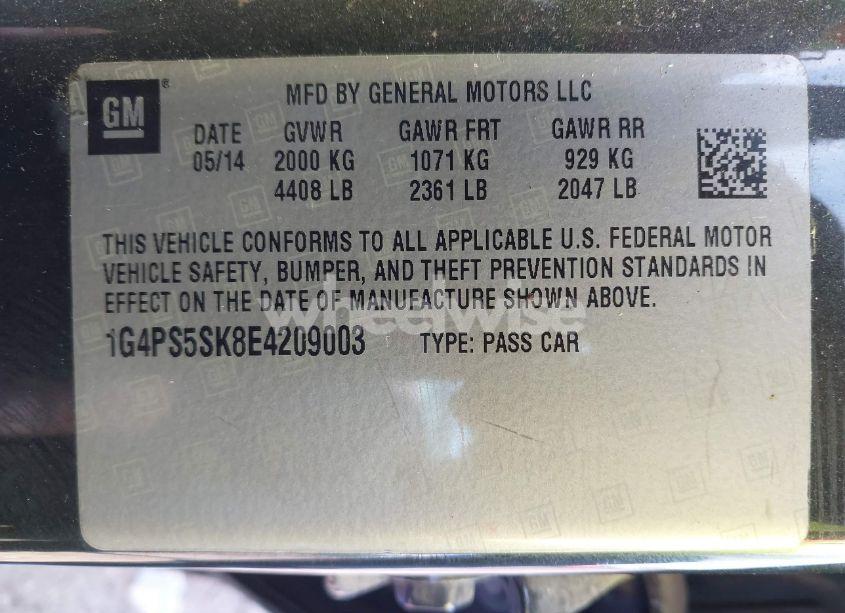 GM
MFD BY GENERAL MOTORS LLC
DATE GVWR GAWR FRT GAWR RR
05/14 2000 KG 1071 KG 929 KG
4408 LB 2361 LB 2047 LB
THIS VEHICLE CONFORMS TO ALL APPLICABLE U.S. FEDERAL MOTOR
VEHICLE SAFETY, BUMPER, AND THEFT PREVENTION STANDARDS IN
EFFECT ON THE DATE OF MANUFACTURE SHOWN ABOVE.
wheelwise
1G4PS5SK8E4209003 TYPE: PASS CAR